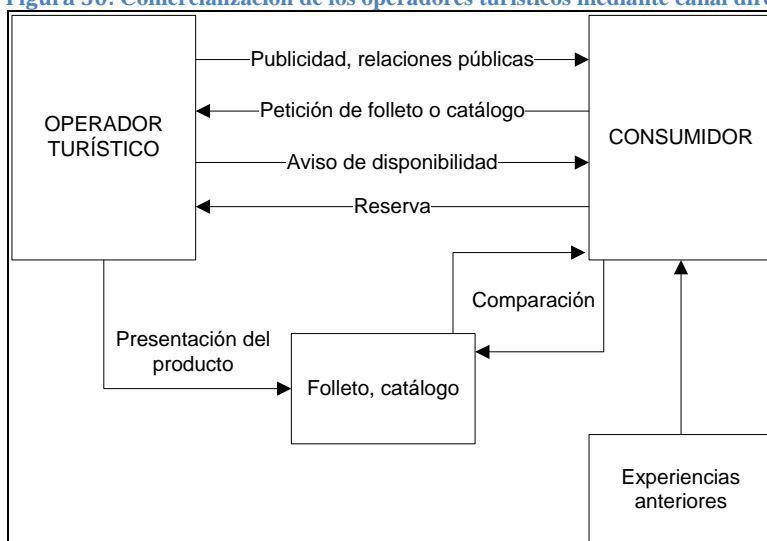 Figura 30. Comercialización de los operadores turísticos mediante canal
Publicidad, relaciones públicas
Petición de folleto o catálogo
OPERADOR
TURÍSTICO
CONSUMIDOR
Aviso de disponibilidad
Reserva
Comparación
Presentación del
producto
Folleto, catálogo
Experiencias
anteriores